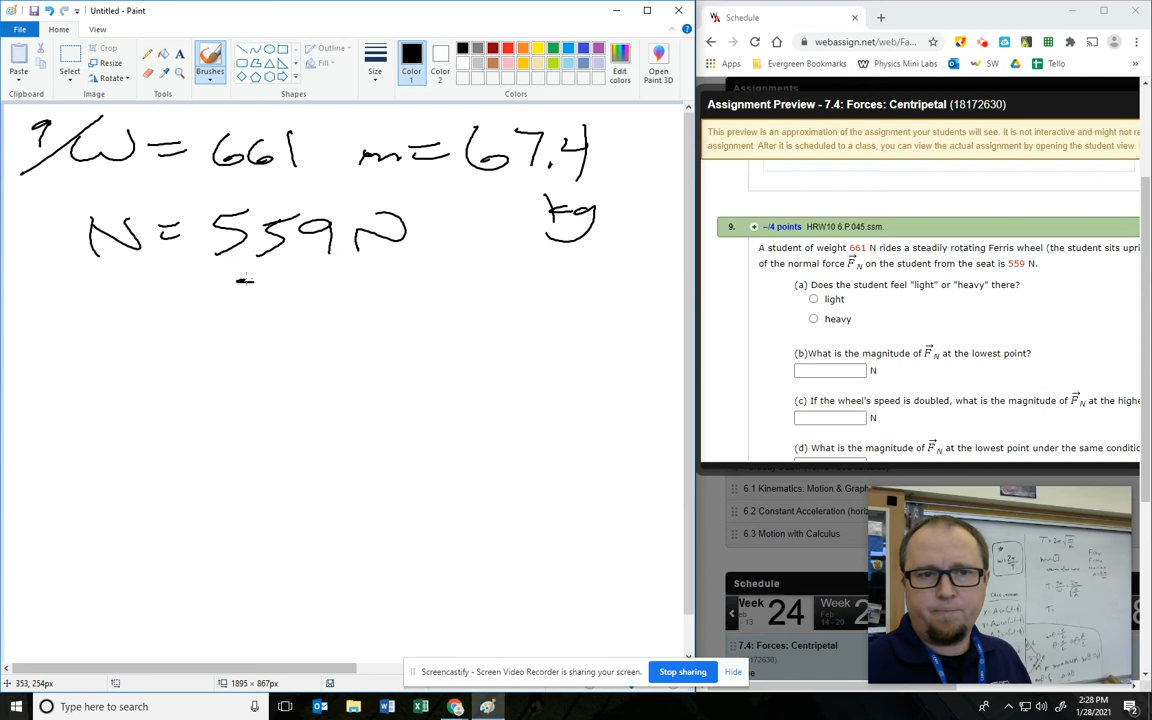 Untitled - Paint
File
Home
View
Paste
Select
Crop
Resize
Rotate
Brushes
Outline
Fill
Size
Color
1
Color
2
Edit
colors
Open
Paint 3D
Clipboard
Image
Tools
Shapes
Colors
9/W = 661 m = 67.4
kg
N = 559 N
353, 254px
1895 × 867px
Schedule
webassign.net/web/Fa...
Apps
Evergreen Bookmarks
Physics Mini Labs
SW
Tello
Assignments
Assignment Preview - 7.4: Forces: Centripetal (18172630)
This preview is an approximation of the assignment your students will see. It is not interactive and might not re
assignment. After it is scheduled to a class, you can view the actual assignment by opening the student view.
9. –/4 points HRW10 6.P.045.ssm.
A student of weight 661 N rides a steadily rotating Ferris wheel (the student sits upri
of the normal force F N on the student from the seat is 559 N.
(a) Does the student feel "light" or "heavy" there?
light
heavy
(b)What is the magnitude of F N at the lowest point?
N
(c) If the wheel's speed is doubled, what is the magnitude of F N at the highe
N
(d) What is the magnitude of F N at the lowest point under the same conditio
6.1 Kinematics: Motion & Graph
6.2 Constant Acceleration (horiz
6.3 Motion with Calculus
Schedule
Week
24
Week
Feb
14 - 20
- 13
7.4: Forces: Centripetal
Screencastify - Screen Video Recorder is sharing your screen.
Stop sharing
Hide
Type here to search
2:28 PM
1/28/2021
2